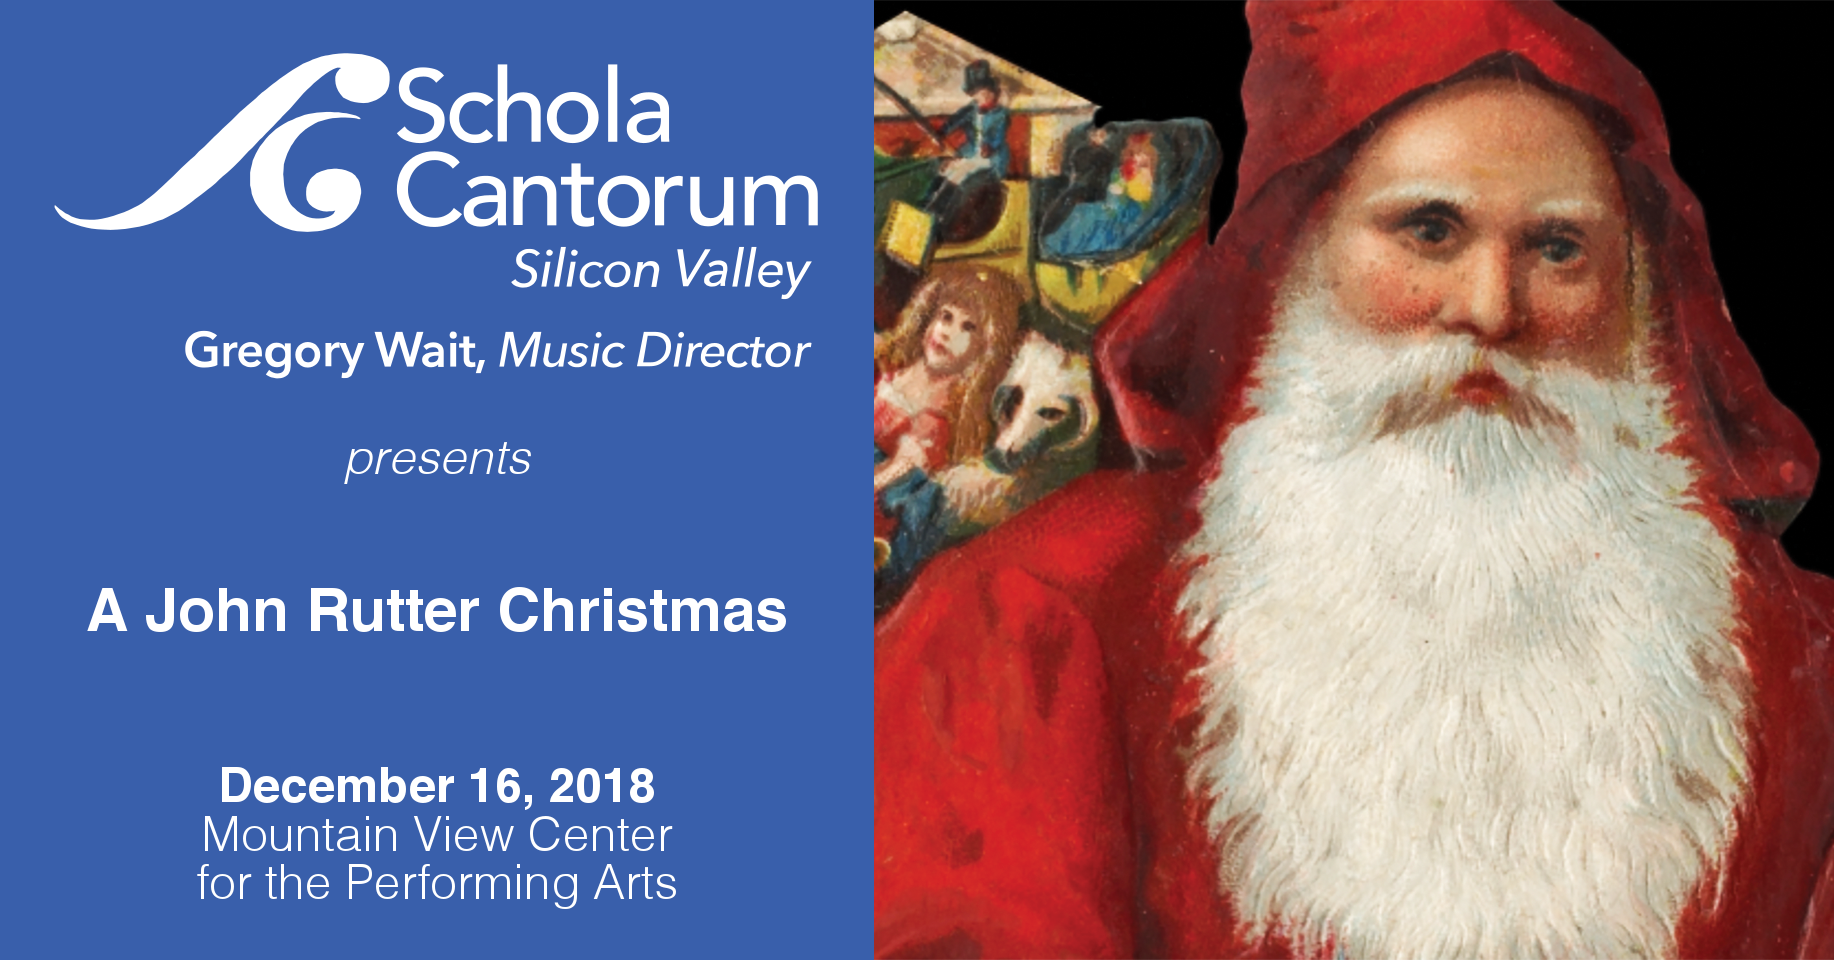 Schola
Cantorum
Silicon Valley
Gregory Wait, Music Director
presents
A John Rutter Christmas
December 16, 2018
Mountain View Center
for the Performing Arts